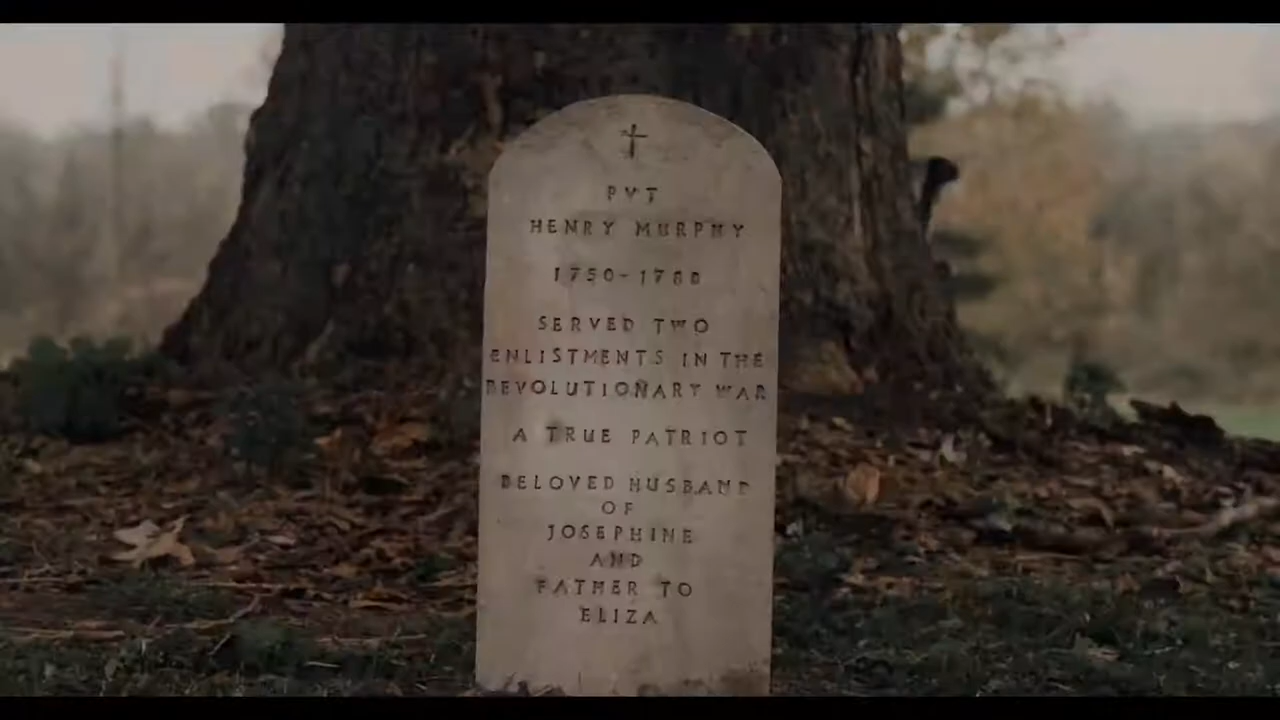 PVT
HENRY MURPHY
1750-1788
SERVED TWO
ENLISTMENTS IN THE
REVOLUTIONARY WAR
A TRUE PATRIOT
BELOVED HUSBAND
OF
JOSEPHINE
AND
FATHER TO
ELIZA